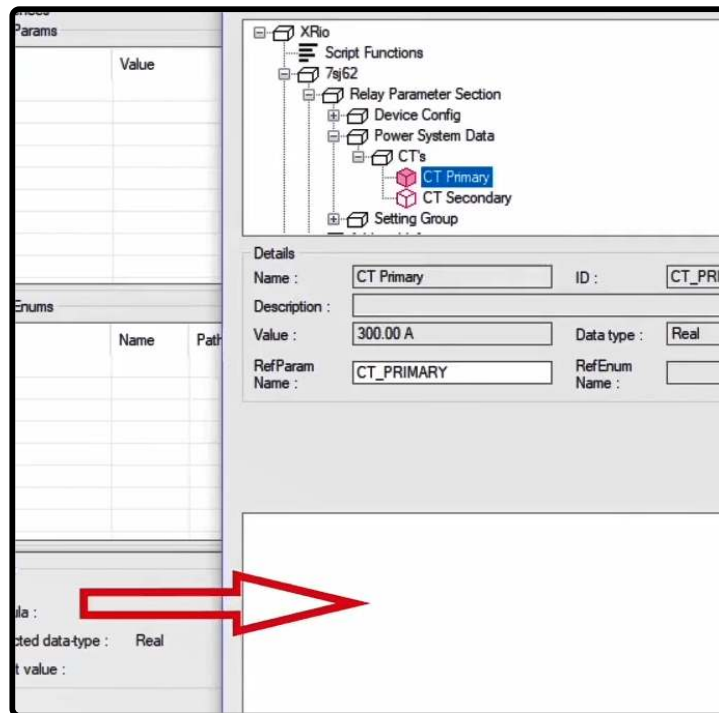 Params
Value
XRio
Script Functions
7sj62
Relay Parameter Section
Device Config
Power System Data
CT's
CT Primary
CT Secondary
Setting Group
Details
Name : CT Primary ID : CT_PRI
Description :
Value : 300.00 A Data type : Real
RefParam Name : CT_PRIMARY RefEnum Name :
Enums
Name Path
ula :
cted data-type : Real
t value :